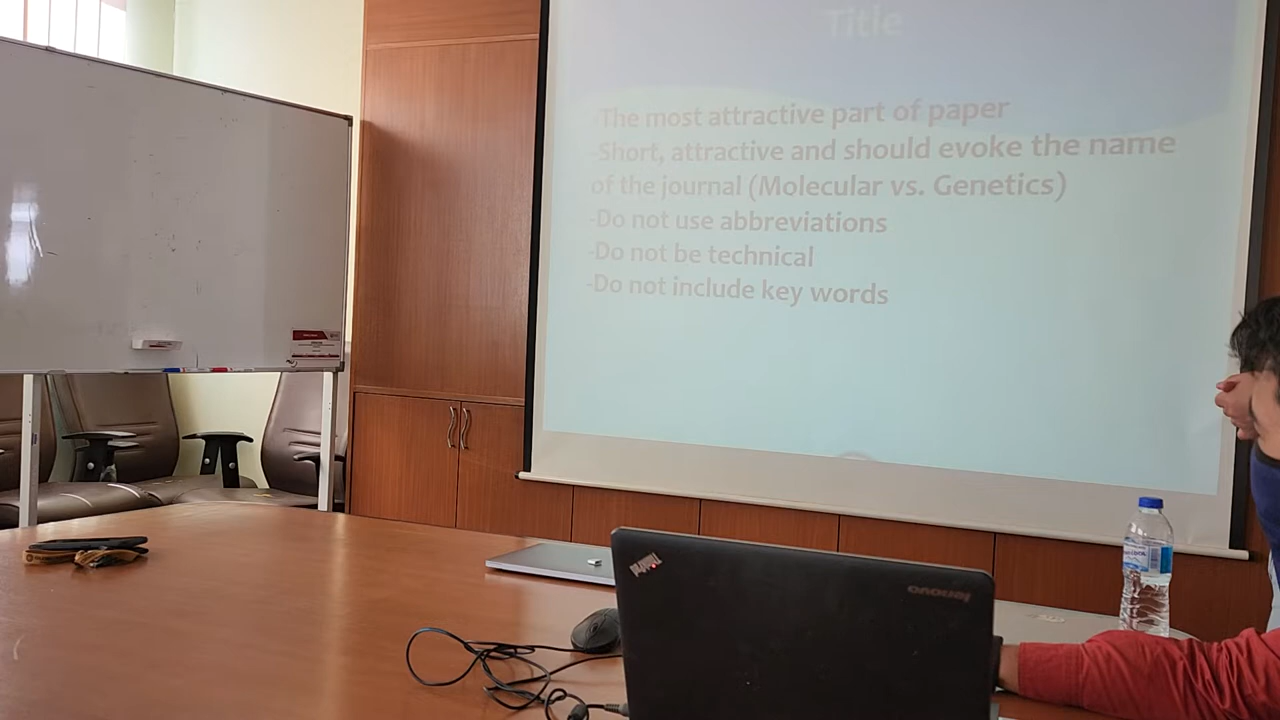 Title
-The most attractive part of paper
-Short, attractive and should evoke the name
of the journal (Molecular vs. Genetics)
-Do not use abbreviations
-Do not be technical
-Do not include key words
ThinkPad
lenovo